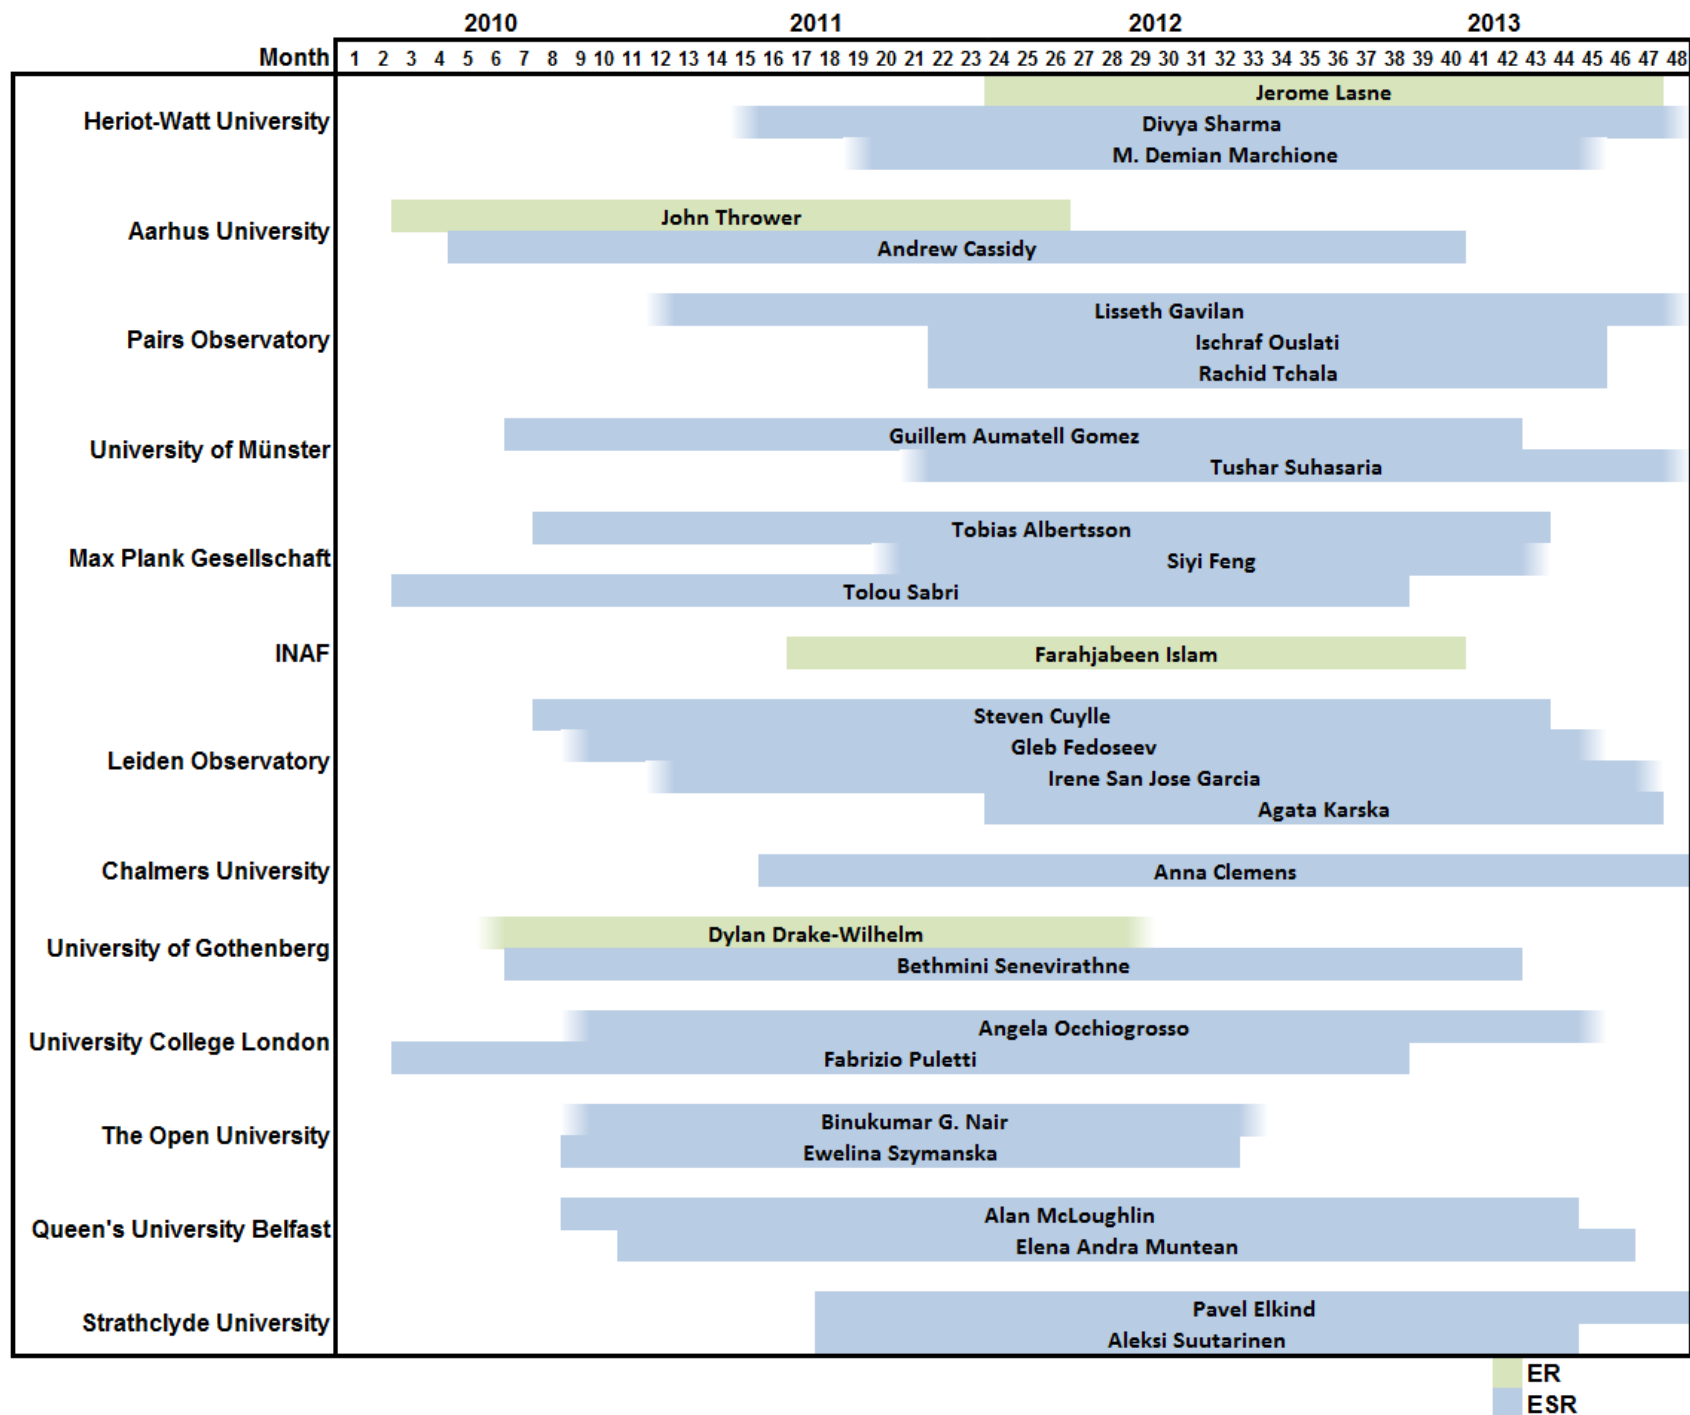 2010 2011 2012 2013
Month 1 2 3 4 5 6 7 8 9 10 11 12 13 14 15 16 17 18 19 20 21 22 23 24 25 26 27 28 29 30 31 32 33 34 35 36 37 38 39 40 41 42 43 44 45 46 47 48
Jerome Lasne
Heriot-Watt University
Divya Sharma
M. Demian Marchione
John Thrower
Aarhus University
Andrew Cassidy
Lisseth Gavilan
Pairs Observatory
Ischraf Ouslati
Rachid Tchala
Guillem Aumatell Gomez
University of Münster
Tushar Suhasaria
Tobias Albertsson
Max Plank Gesellschaft
Siyi Feng
Tolou Sabri
INAF
Farahjabeen Islam
Steven Cuylle
Gleb Fedoseev
Leiden Observatory
Irene San Jose Garcia
Agata Karska
Chalmers University
Anna Clemens
Dylan Drake-Wilhelm
University of Gothenberg
Bethmini Senevirathne
Angela Occhiogrosso
University College London
Fabrizio Puletti
Binukumar G. Nair
The Open University
Ewelina Szymanska
Alan McLoughlin
Queen's University Belfast
Elena Andra Muntean
Pavel Elkind
Strathclyde University
Aleksi Suutarinen
ER
ESR